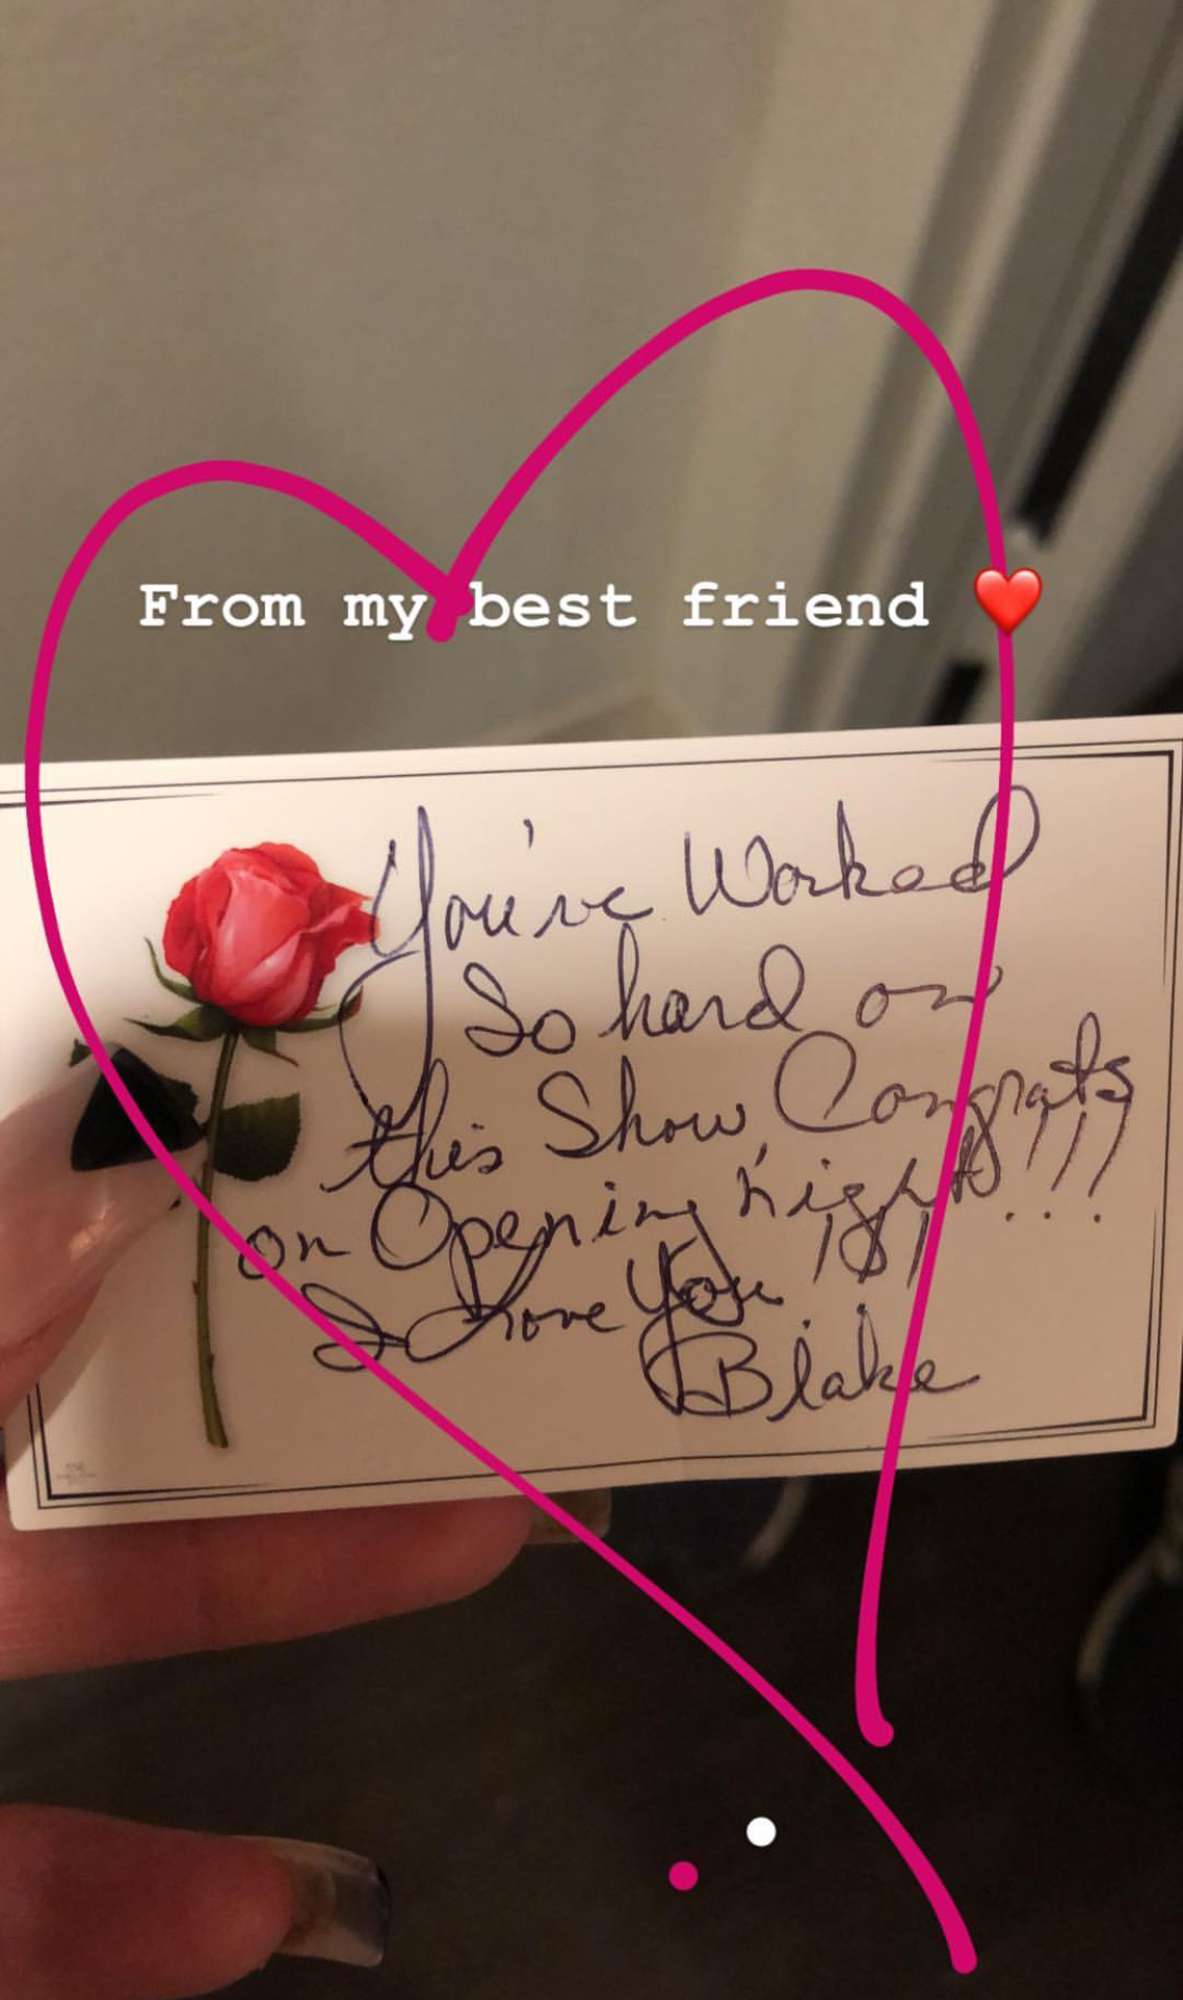 From my best friend ❤️
You've Worked
So hard on
this Show, Congrats
on Opening Night!!!
I Love You
Blake